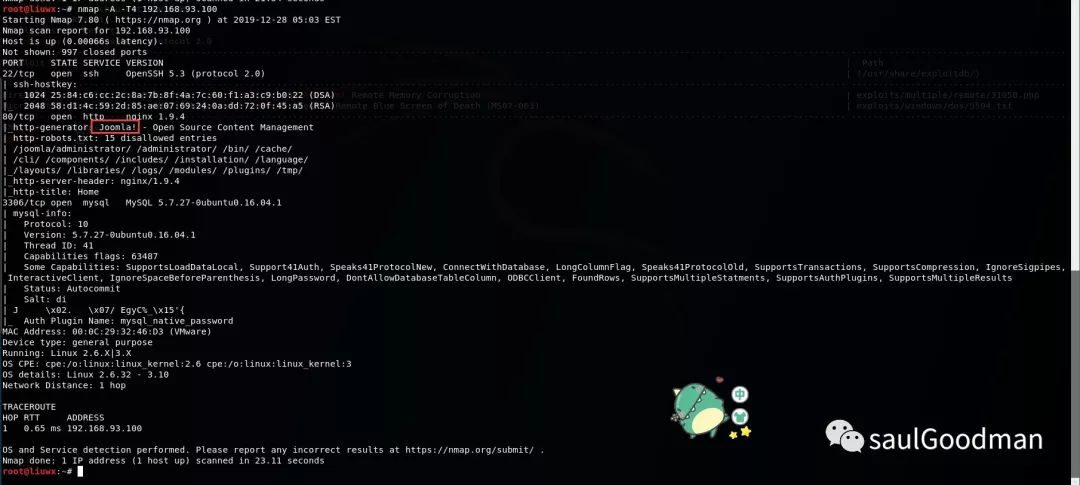 root@liuwx:~# nmap -A -T4 192.168.93.100
Starting Nmap 7.80 ( https://nmap.org ) at 2019-12-28 05:03 EST
Nmap scan report for 192.168.93.100
Host is up (0.00066s latency).
Not shown: 997 closed ports
PORT     STATE SERVICE VERSION
22/tcp   open  ssh     OpenSSH 5.3 (protocol 2.0)
| ssh-hostkey:
|   1024 25:84:c6:cc:2c:8a:7b:8f:4a:7c:60:f1:a3:c9:b0:22 (DSA)
|_  2048 58:d1:4c:59:2d:85:ae:07:69:24:0a:dd:72:0f:45:a5 (RSA)
80/tcp   open  http    nginx 1.9.4
|_http-generator: Joomla! - Open Source Content Management
| http-robots.txt: 15 disallowed entries
| /joomla/administrator/ /administrator/ /bin/ /cache/
| /cli/ /components/ /includes/ /installation/ /language/
|_/layouts/ /libraries/ /logs/ /modules/ /plugins/ /tmp/
|_http-server-header: nginx/1.9.4
|_http-title: Home
3306/tcp open  mysql   MySQL 5.7.27-0ubuntu0.16.04.1
| mysql-info:
|   Protocol: 10
|   Version: 5.7.27-0ubuntu0.16.04.1
|   Thread ID: 41
|   Capabilities flags: 63487
|   Some Capabilities: SupportsLoadDataLocal, Support41Auth, Speaks41ProtocolNew, ConnectWithDatabase, LongColumnFlag, Speaks41ProtocolOld, SupportsTransactions, SupportsCompression, IgnoreSigpipes,
InteractiveClient, IgnoreSpaceBeforeParenthesis, LongPassword, DontAllowDatabaseTableColumn, ODBCClient, FoundRows, SupportsMultipleStatments, SupportsAuthPlugins, SupportsMultipleResults
|   Status: Autocommit
|   Salt: di
| J     \x02.   \x07/ EgyC%_\x15'{
|_  Auth Plugin Name: mysql_native_password
MAC Address: 00:0C:29:32:46:D3 (VMware)
Device type: general purpose
Running: Linux 2.6.X|3.X
OS CPE: cpe:/o:linux:linux_kernel:2.6 cpe:/o:linux:linux_kernel:3
OS details: Linux 2.6.32 - 3.10
Network Distance: 1 hop
TRACEROUTE
HOP RTT     ADDRESS
1   0.65 ms 192.168.93.100
OS and Service detection performed. Please report any incorrect results at https://nmap.org/submit/ .
Nmap done: 1 IP address (1 host up) scanned in 23.11 seconds
root@liuwx:~#
中
saulGoodman